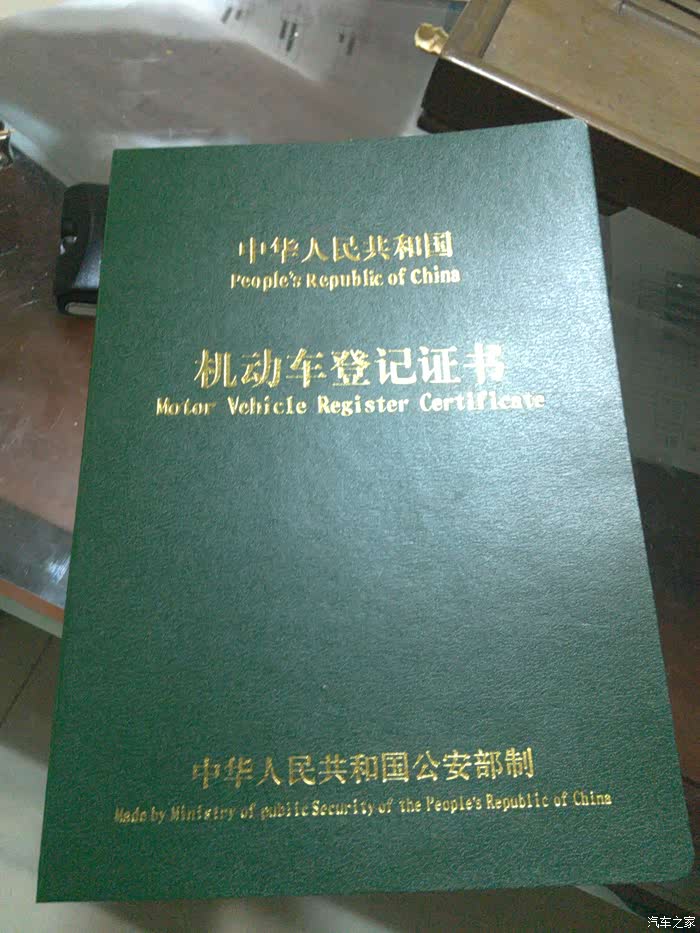 中华人民共和国
People's Republic of China
机动车登记证书
Motor Vehicle Register Certificate
中华人民共和国公安部制
Made by Ministry of public Security of the People's Republic of China
汽车之家